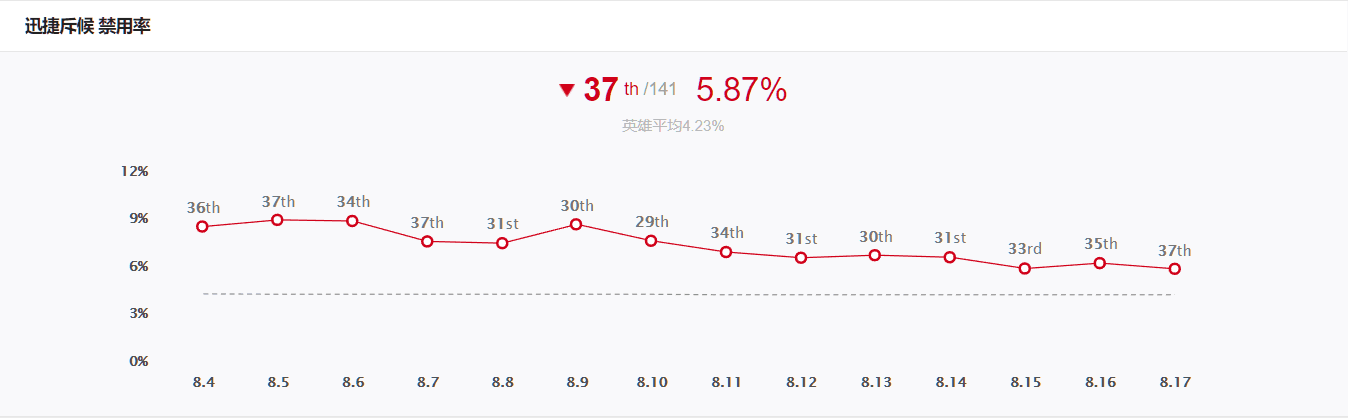 迅捷斥候 禁用率
37 th /141 5.87%
英雄平均4.23%
12%
9%
6%
3%
0%
36th 37th 34th 37th 31st 30th 29th 34th 31st 30th 31st 33rd 35th 37th
8.4 8.5 8.6 8.7 8.8 8.9 8.10 8.11 8.12 8.13 8.14 8.15 8.16 8.17